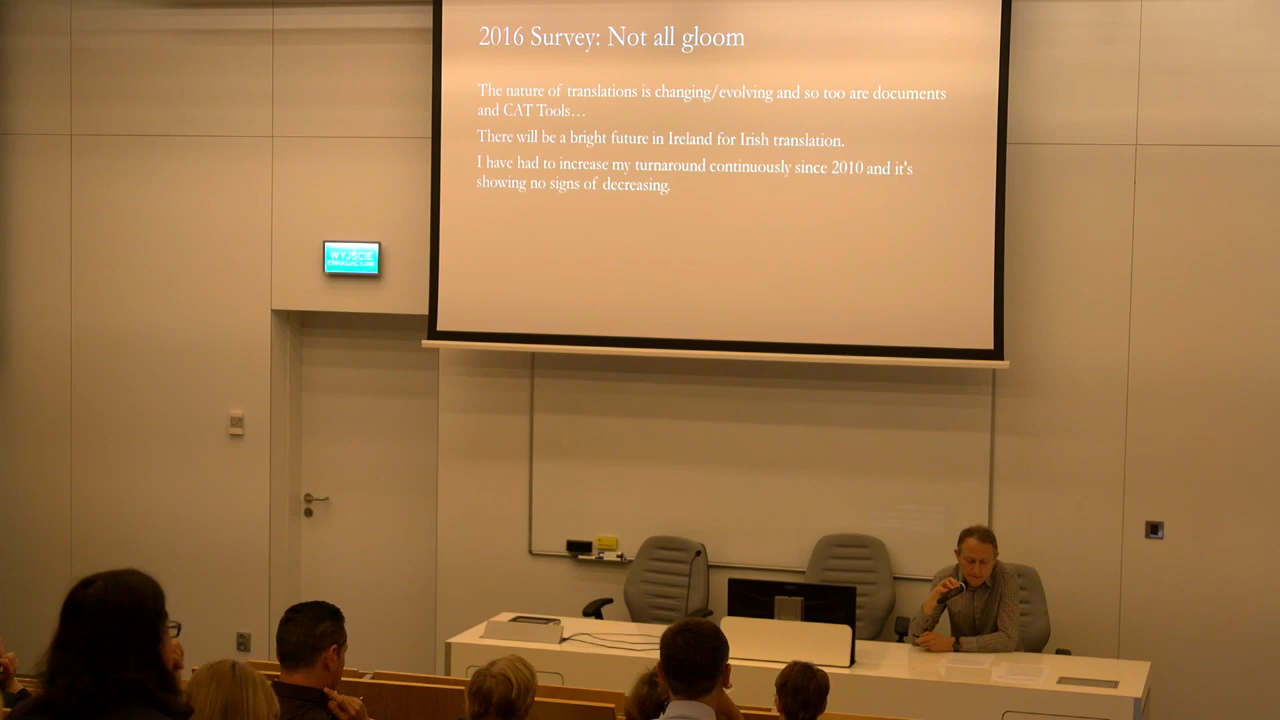 2016 Survey: Not all gloom
The nature of translations is changing/evolving and so too are documents
and CAT Tools…
There will be a bright future in Ireland for Irish translation.
I have had to increase my turnaround continuously since 2010 and it's
showing no signs of decreasing.
WYJŚCIE